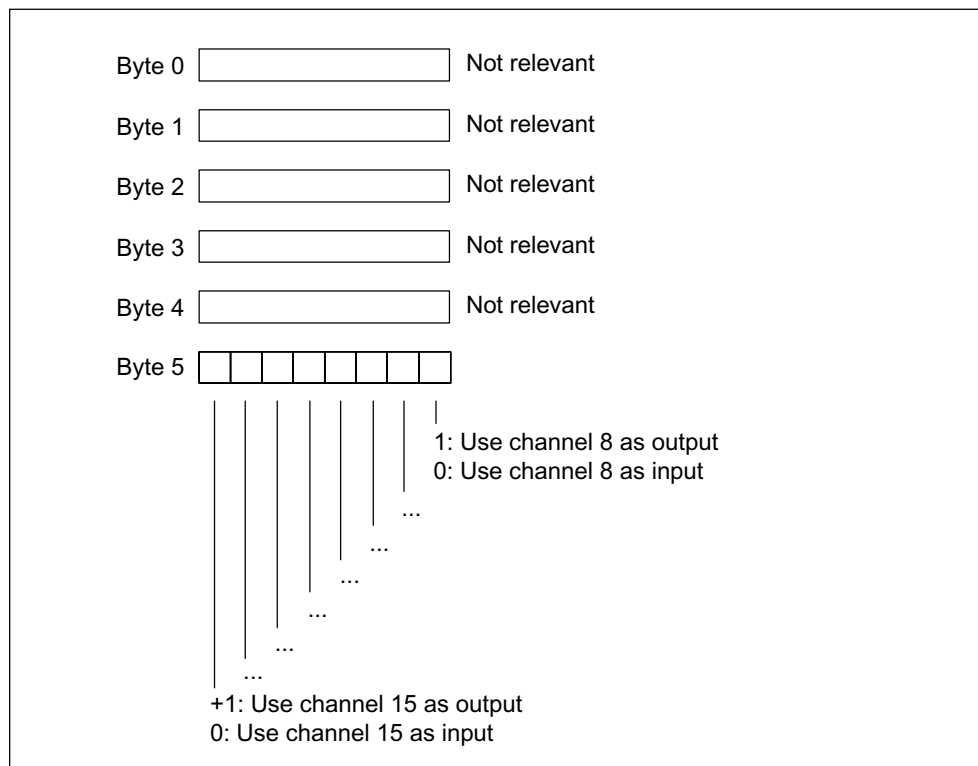 Byte 0 Not relevant
Byte 1 Not relevant
Byte 2 Not relevant
Byte 3 Not relevant
Byte 4 Not relevant
Byte 5
1: Use channel 8 as output
0: Use channel 8 as input
...
...
...
...
...
...
+1: Use channel 15 as output
0: Use channel 15 as input